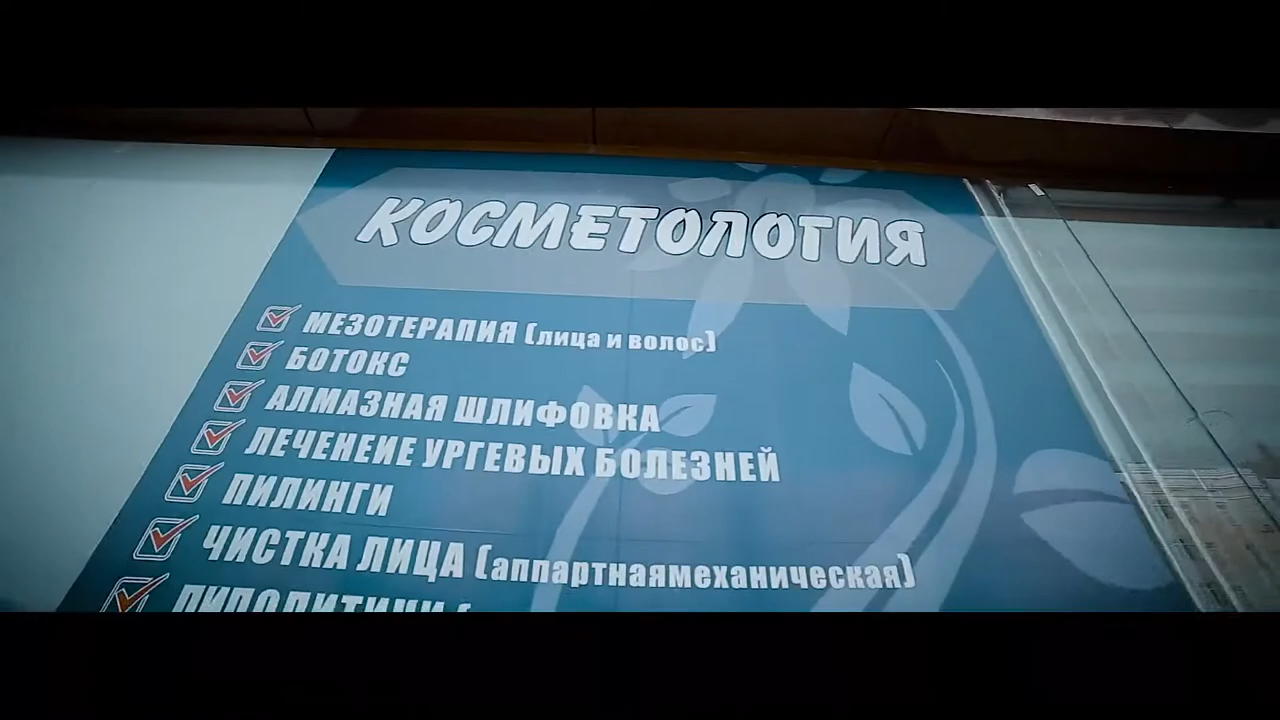 КОСМЕТОЛОГИЯ
МЕЗОТЕРАПИЯ (лица и волос)
БОТОКС
АЛМАЗНАЯ ШЛИФОВКА
ЛЕЧЕНЕИЕ УРГЕВЫХ БОЛЕЗНЕЙ
ПИЛИНГИ
ЧИСТКА ЛИЦА (аппартнаямеханическая)